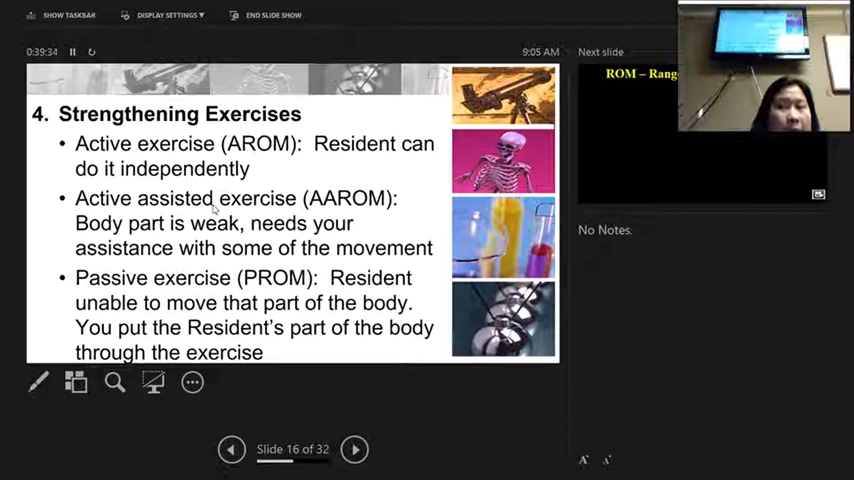 SHOW TASKBAR
DISPLAY SETTINGS ▼
END SLIDE SHOW
0:39:34
9:05 AM
Next slide
4. Strengthening Exercises
• Active exercise (AROM): Resident can
do it independently
• Active assisted exercise (AAROM):
Body part is weak, needs your
assistance with some of the movement
• Passive exercise (PROM): Resident
unable to move that part of the body.
You put the Resident's part of the body
through the exercise
ROM – Rang
No Notes.
Slide 16 of 32
A A